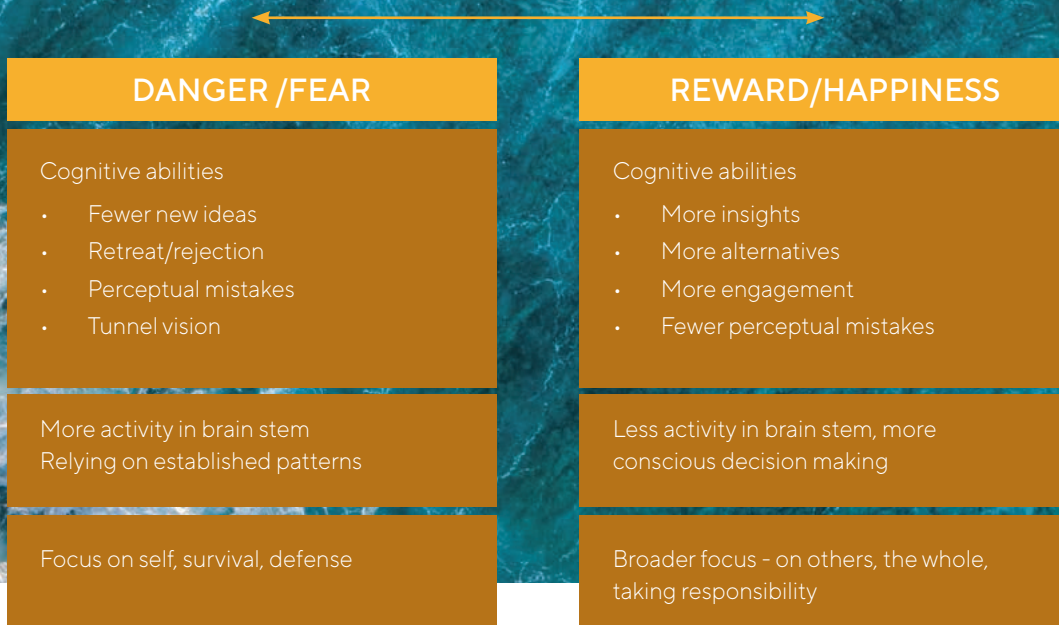 DANGER /FEAR
Cognitive abilities
• Fewer new ideas
• Retreat/rejection
• Perceptual mistakes
• Tunnel vision
More activity in brain stem
Relying on established patterns
Focus on self, survival, defense
REWARD/HAPPINESS
Cognitive abilities
• More insights
• More alternatives
• More engagement
• Fewer perceptual mistakes
Less activity in brain stem, more
conscious decision making
Broader focus - on others, the whole,
taking responsibility